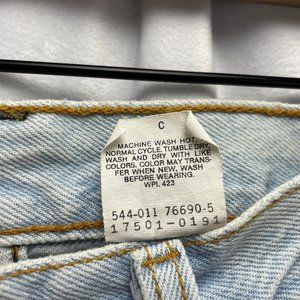 C
MACHINE WASH HOT,
NORMAL CYCLE. TUMBLE DRY.
WASH AND DRY WITH LIKE
COLORS. COLOR MAY TRANS-
FER WHEN NEW, WASH
BEFORE WEARING.
WPL 423
544-011 76690-5
17501-0191